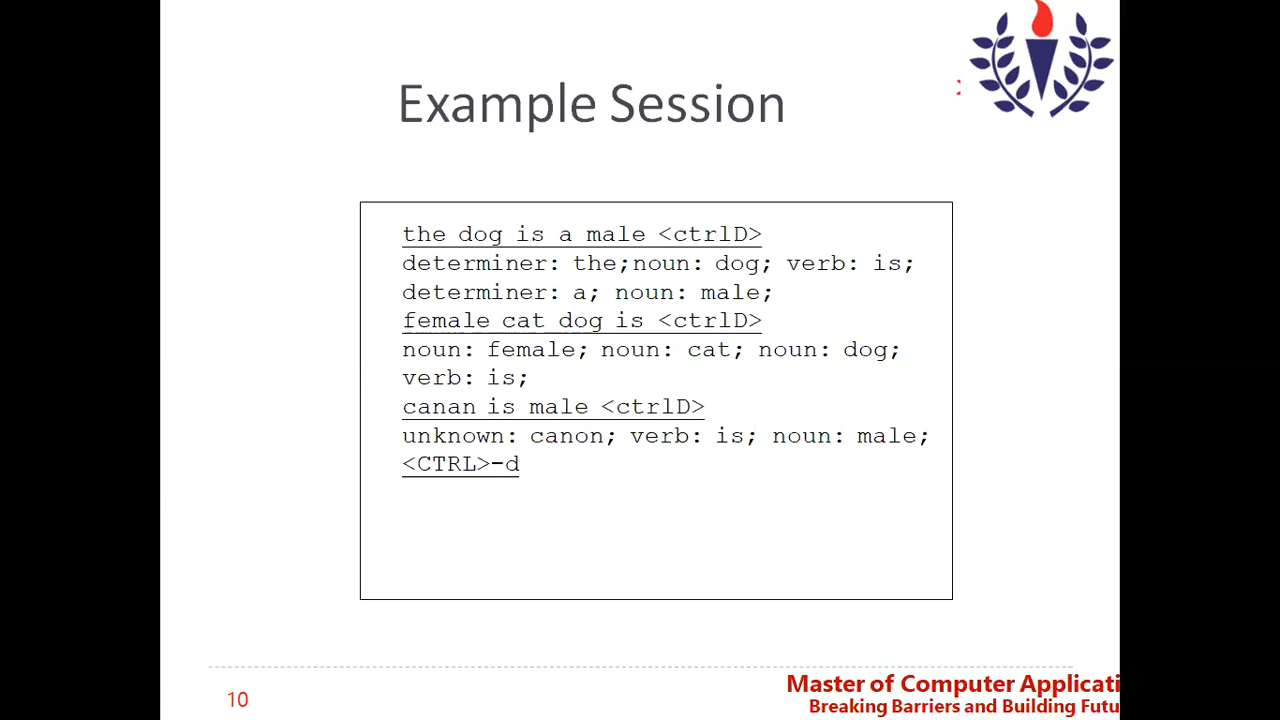 Example Session
the dog is a male <ctrlD>
determiner: the;noun: dog; verb: is;
determiner: a; noun: male;
female cat dog is <ctrlD>
noun: female; noun: cat; noun: dog;
verb: is;
canan is male <ctrlD>
unknown: canon; verb: is; noun: male;
<CTRL>-d
10
Master of Computer Applicati
Breaking Barriers and Building Futu